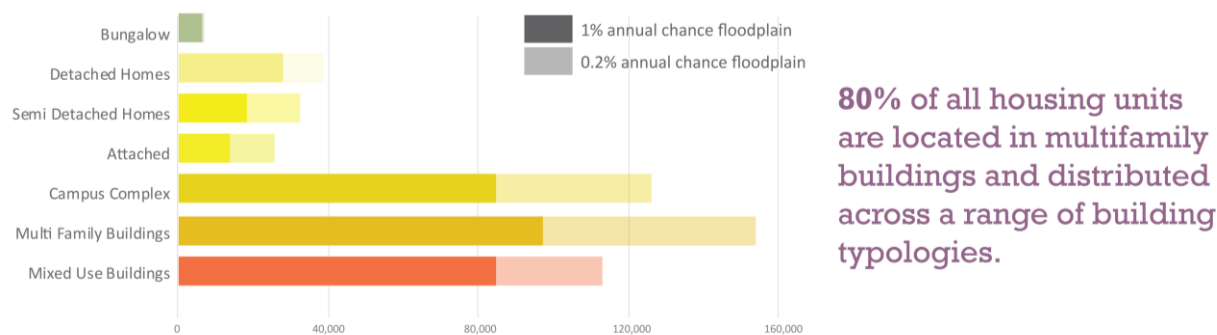 Bungalow
Detached Homes
Semi Detached Homes
Attached
Campus Complex
Multi Family Buildings
Mixed Use Buildings
0
40,000
80,000
120,000
160,000
1% annual chance floodplain
0.2% annual chance floodplain
80% of all housing units
are located in multifamily
buildings and distributed
across a range of building
typologies.